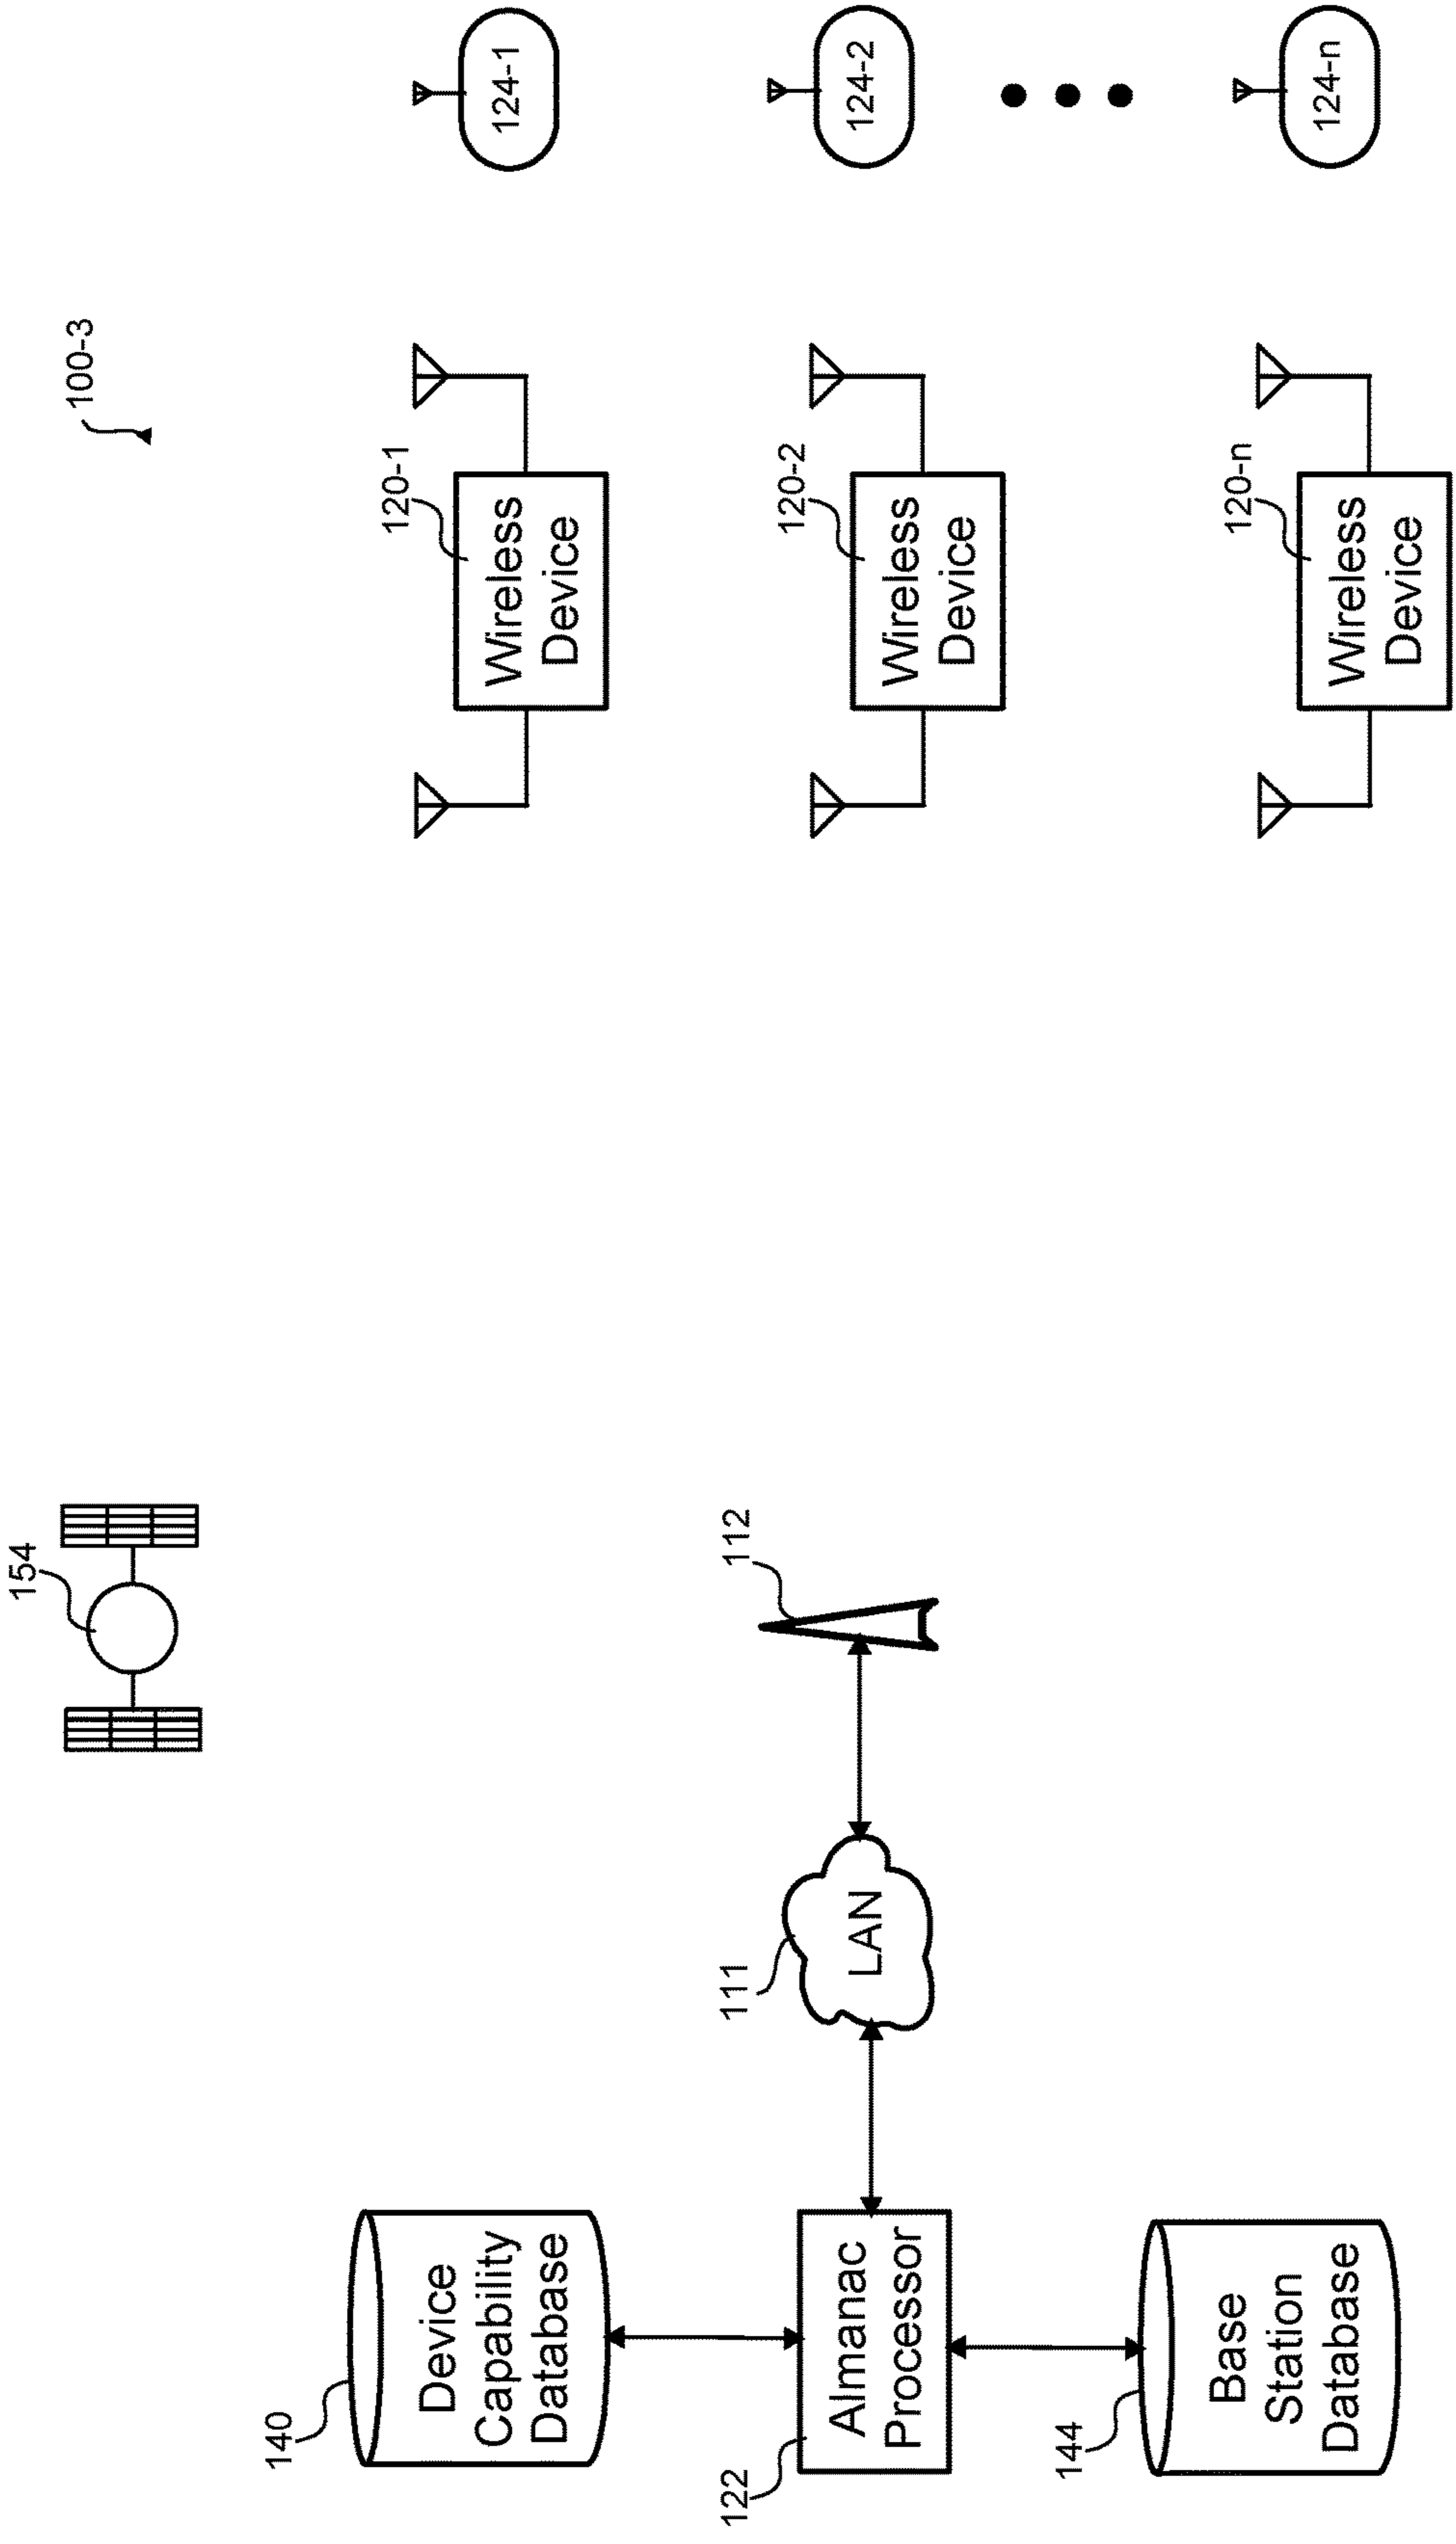 100-3
154
140
Device
Capability
Database
120-1
Wireless
Device
124-1
122
Almanac
Processor
111
LAN
112
120-2
Wireless
Device
124-2
144
Base
Station
Database
120-n
Wireless
Device
124-n